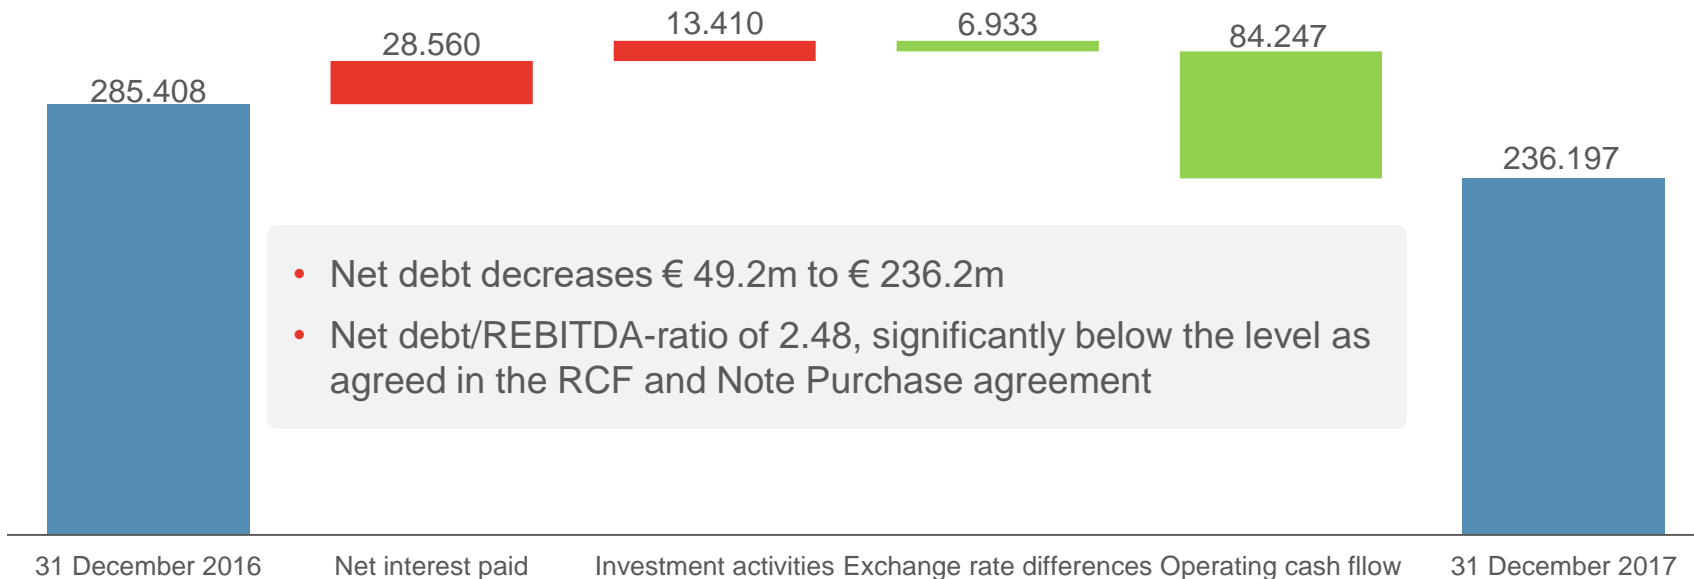 285.408
28.560
13.410
6.933
84.247
236.197
• Net debt decreases € 49.2m to € 236.2m
• Net debt/REBITDA-ratio of 2.48, significantly below the level as
agreed in the RCF and Note Purchase agreement
31 December 2016
Net interest paid
Investment activities
Exchange rate differences
Operating cash fllow
31 December 2017